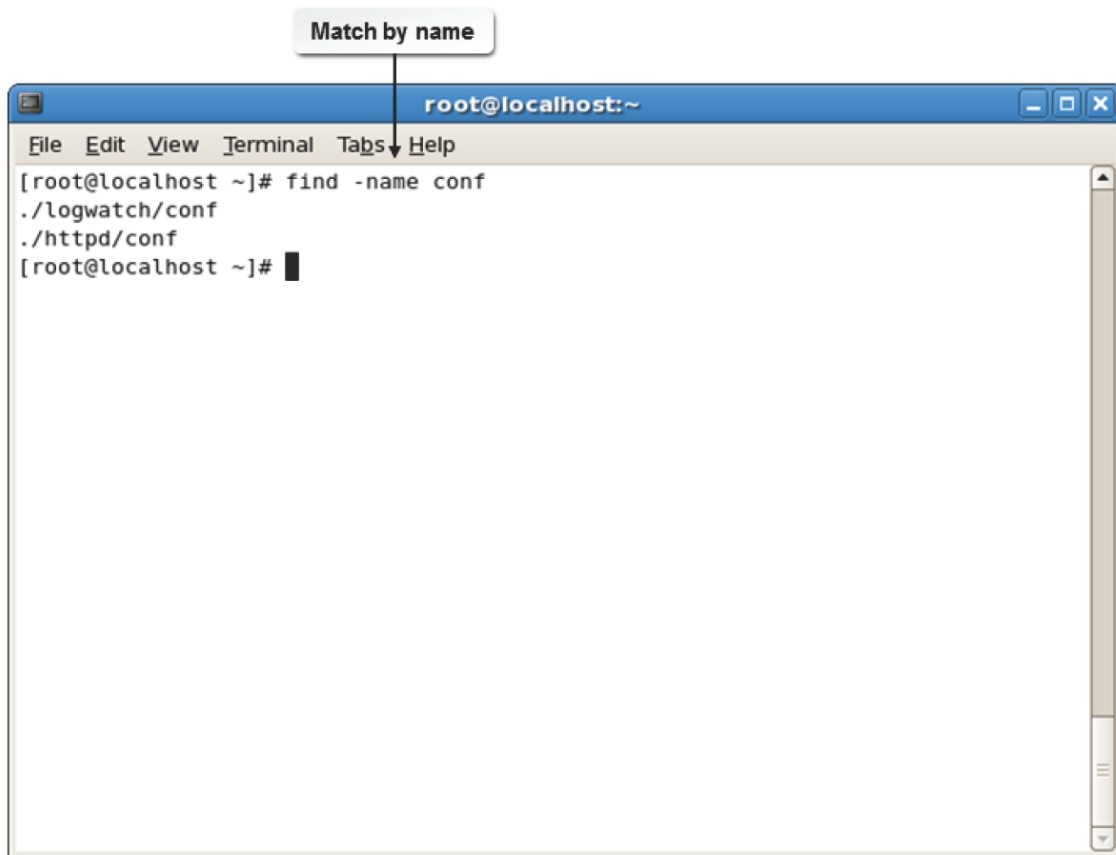 Match by name
root@localhost:~
File Edit View Terminal Tabs Help
[root@localhost ~]# find -name conf
./logwatch/conf
./httpd/conf
[root@localhost ~]#